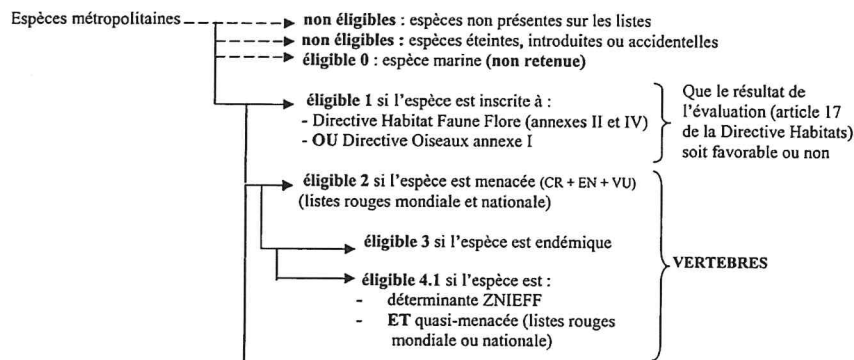 Espèces métropolitaines
non éligibles : espèces non présentes sur les listes
non éligibles : espèces éteintes, introduites ou accidentelles
éligible 0 : espèce marine (non retenue)
éligible 1 si l'espèce est inscrite à :
- Directive Habitat Faune Flore (annexes II et IV)
- OU Directive Oiseaux annexe I
Que le résultat de
l'évaluation (article 17
de la Directive Habitats)
soit favorable ou non
éligible 2 si l'espèce est menacée (CR + EN + VU)
(listes rouges mondiale et nationale)
éligible 3 si l'espèce est endémique
éligible 4.1 si l'espèce est :
- déterminante ZNIEFF
- ET quasi-menacée (listes rouges
mondiale ou nationale)
VERTEBRES